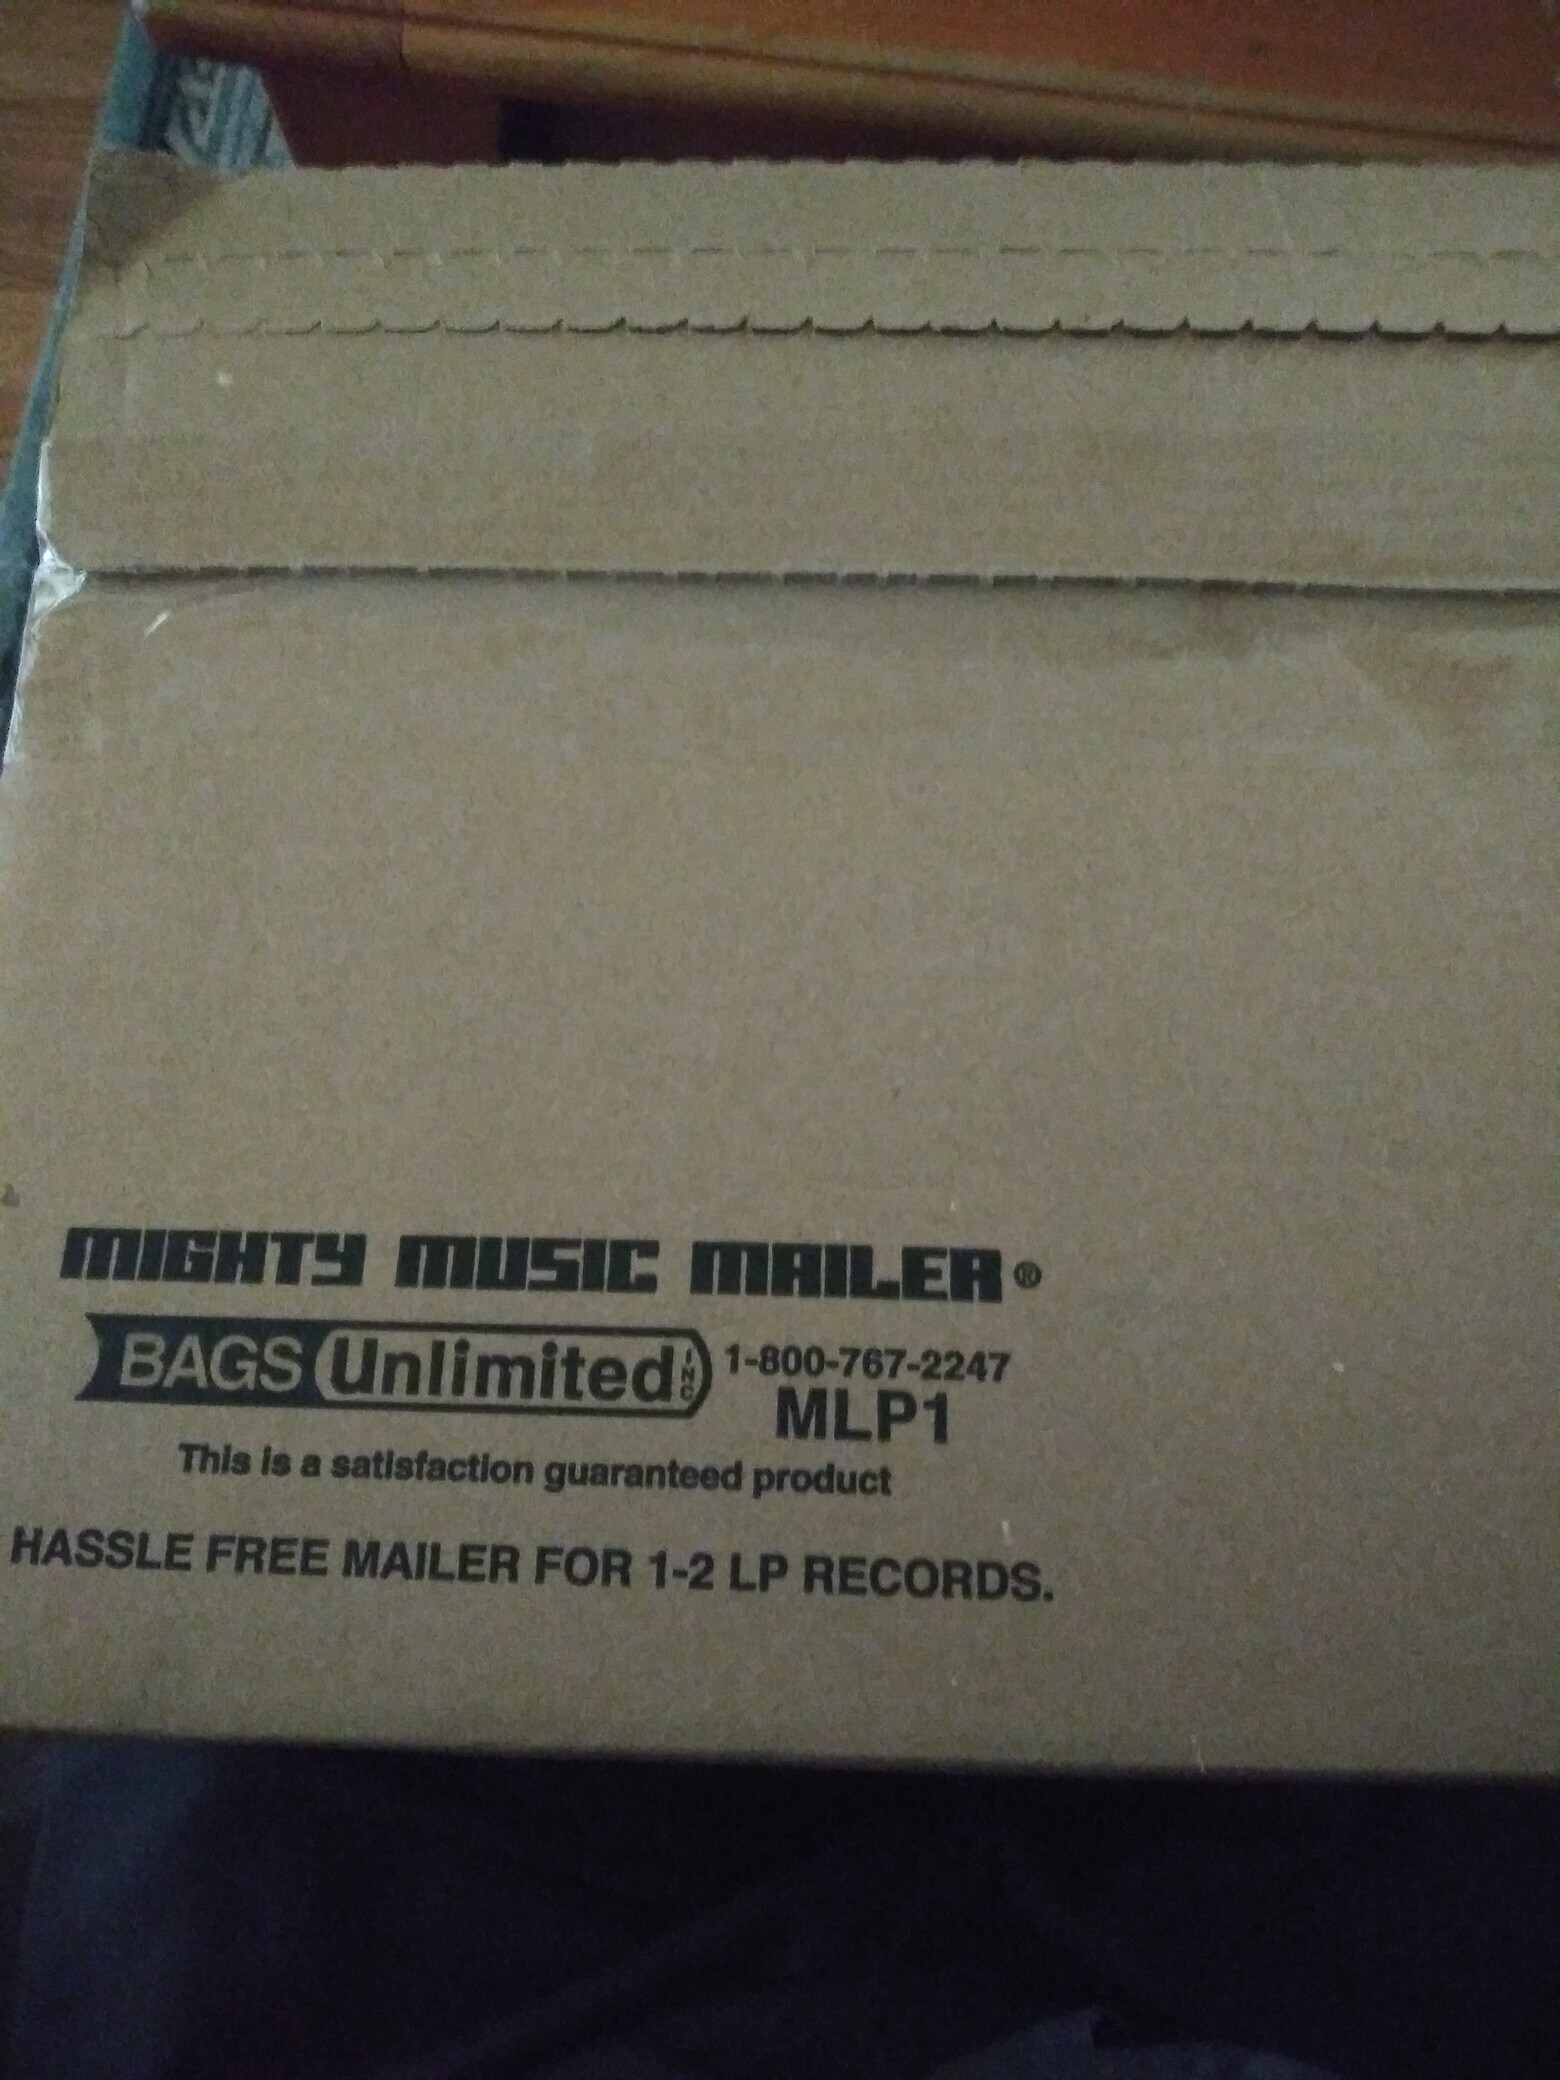 MIGHTY MUSIC MAILER®
BAGS Unlimited INC 1-800-767-2247
MLP1
This is a satisfaction guaranteed product
HASSLE FREE MAILER FOR 1-2 LP RECORDS.